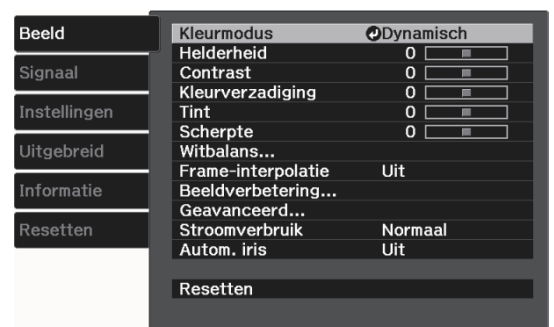 Beeld
Signaal
Instellingen
Uitgebreid
Informatie
Resetten
Kleurmodus Dynamisch
Helderheid 0
Contrast 0
Kleurverzadiging 0
Tint 0
Scherpte 0
Witbalans...
Frame-interpolatie Uit
Beeldverbetering...
Geavanceerd...
Stroomverbruik Normaal
Autom. iris Uit
Resetten